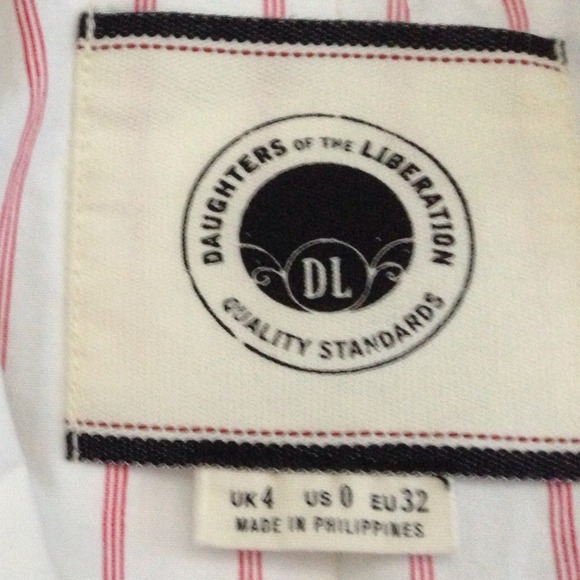 DAUGHTERS OF THE LIBERATION
DL
QUALITY STANDARDS
UK 4 US 0 EU 32
MADE IN PHILIPPINES